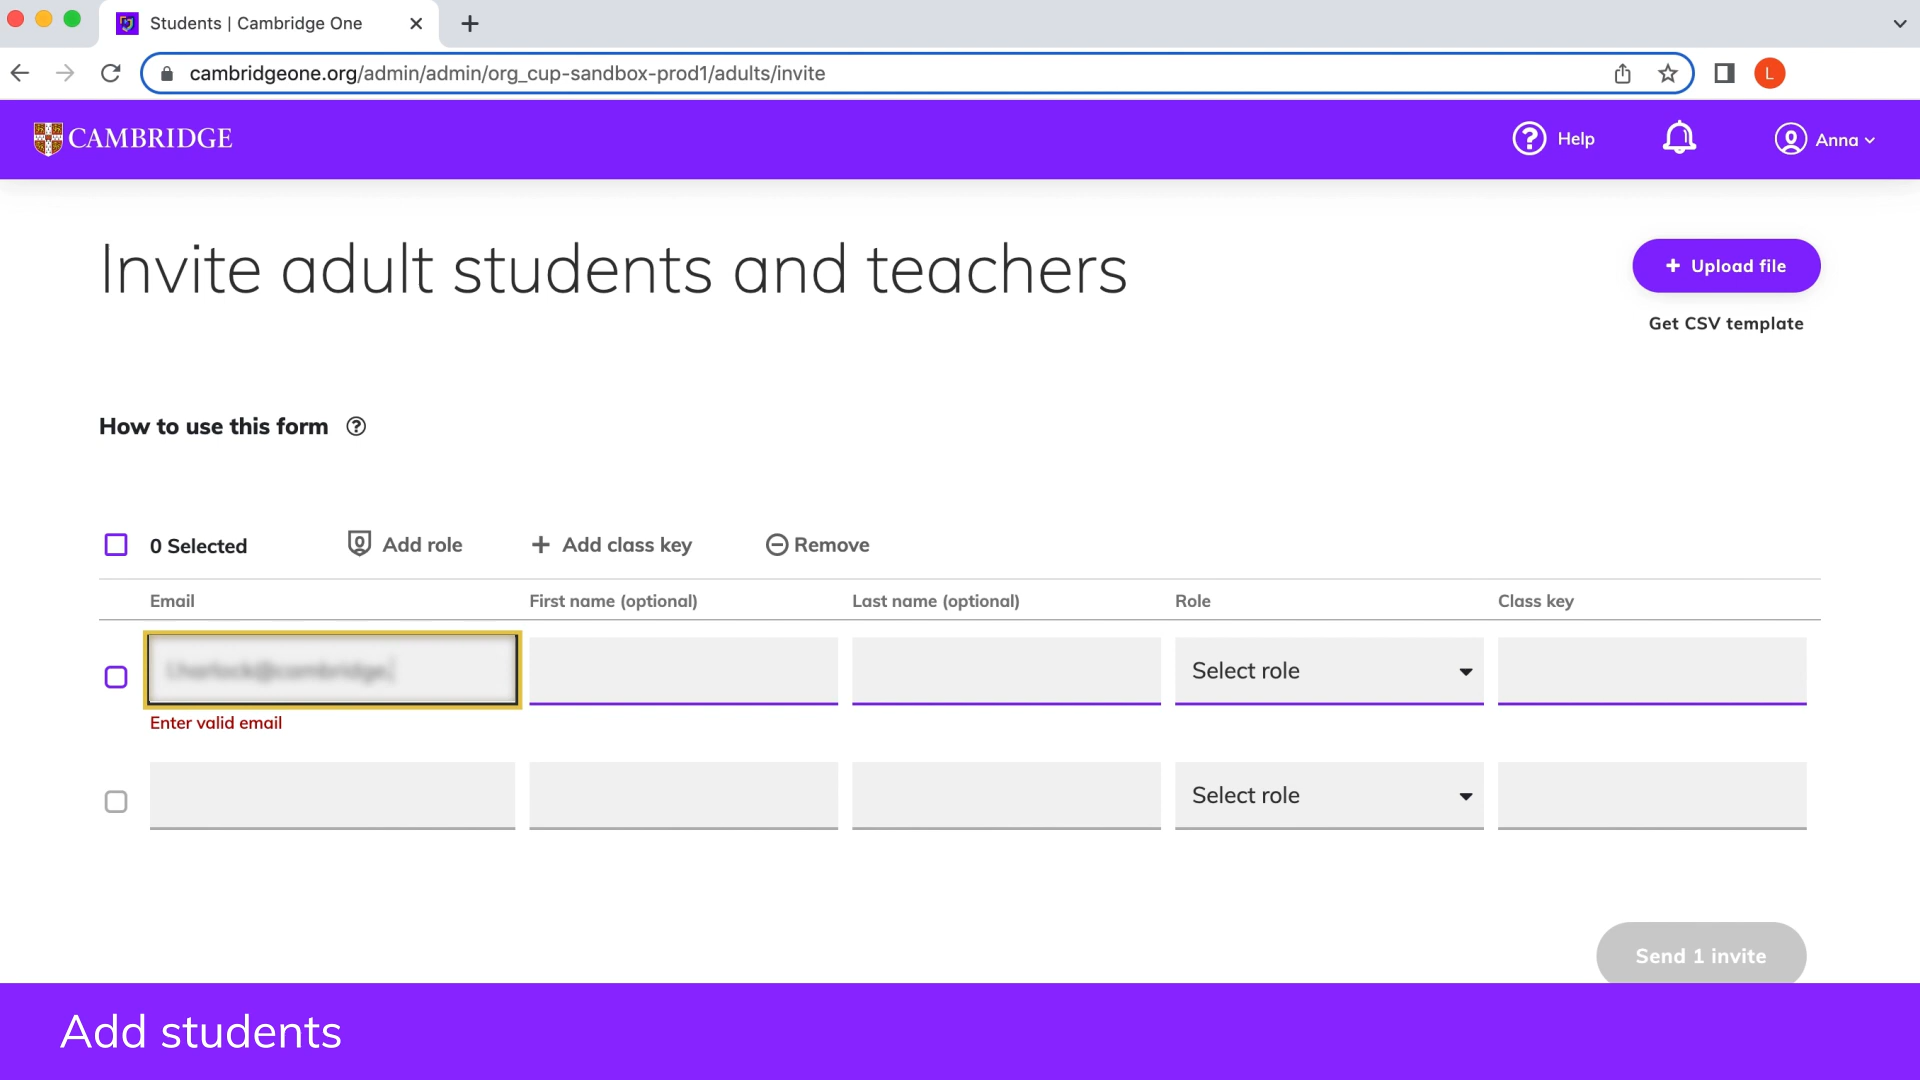 Students | Cambridge One
cambridgeone.org/admin/admin/org_cup-sandbox-prod1/adults/invite
L
CAMBRIDGE
Help
Anna
Invite adult students and teachers
+ Upload file
Get CSV template
How to use this form ?
0 Selected
Add role
+ Add class key
Remove
Email
First name (optional)
Last name (optional)
Role
Class key
Select role
Enter valid email
Select role
Send 1 invite
Add students